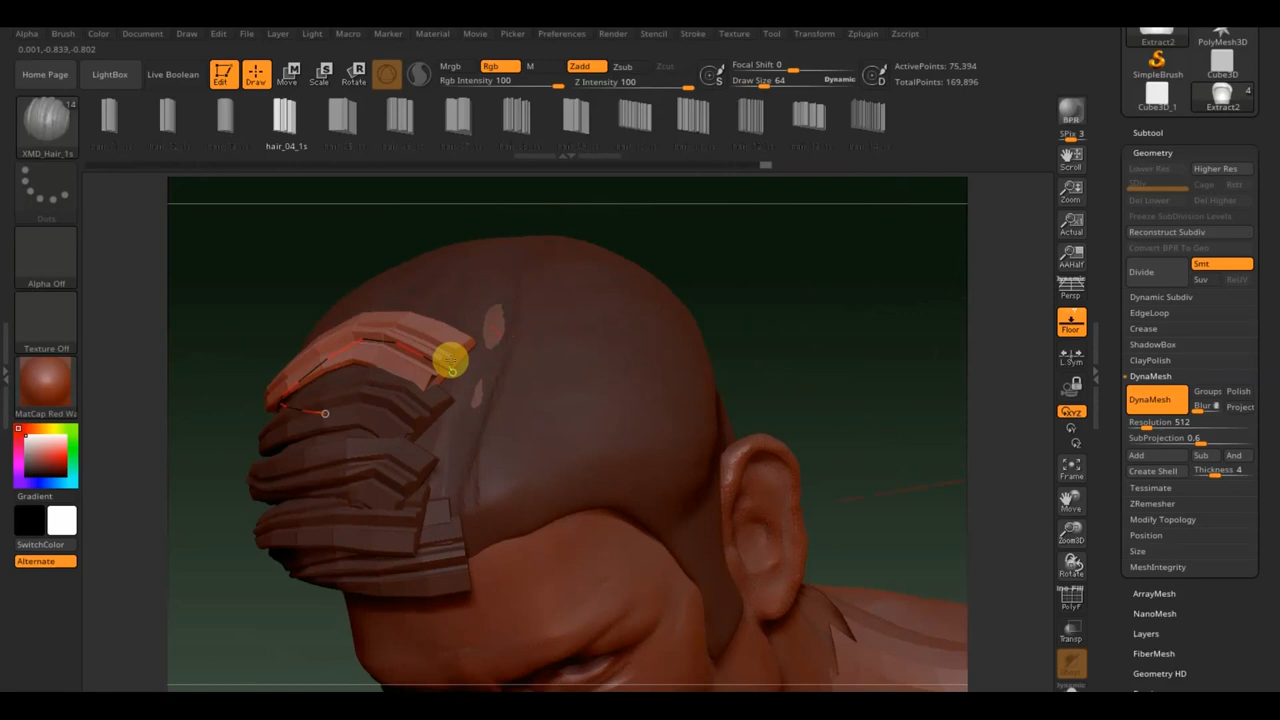 Alpha Brush Color Document Draw Edit File Layer Light Macro Marker Material Movie Picker Preferences Render Stencil Stroke Texture Tool Transform Zplugin Zscript
0.001,-0.839,-0.802
Home Page LightBox Live Boolean Edit Draw Move Scale Rotate
Mrgb Rgb M Zadd Zsub Zcut
Rgb Intensity 100 Z Intensity 100
Focal Shift 0
Draw Size 64 Dynamic
S
D
ActivePoints: 75,394
TotalPoints: 169,896
14
XMD_Hair_1s
hair_04_1s
Dots
Alpha Off
Texture Off
MatCap Red Wa
Gradient
SwitchColor
Alternate
BPR
SPix 3
Scroll
Zoom
Actual
AAHalf
Dynamic
Persp
Floor
L.Sym
XYZ
Frame
Move
Zoom3D
Rotate
PolyF
Transp
Extract2 PolyMesh3D
SimpleBrush Cube3D
4
Cube3D_1 Extract2
Subtool
Geometry
Lower Res Higher Res
SDiv Cage Rstr
Del Lower Del Higher
Freeze SubDivision Levels
Reconstruct Subdiv
Convert BPR To Geo
Divide Smt
Suv ReUV
Dynamic Subdiv
EdgeLoop
Crease
ShadowBox
ClayPolish
DynaMesh
DynaMesh Groups Polish
Blur Project
Resolution 512
SubProjection 0.6
Add Sub And
Create Shell Thickness 4
Tessimate
ZRemesher
Modify Topology
Position
Size
MeshIntegrity
ArrayMesh
NanoMesh
Layers
FiberMesh
Geometry HD